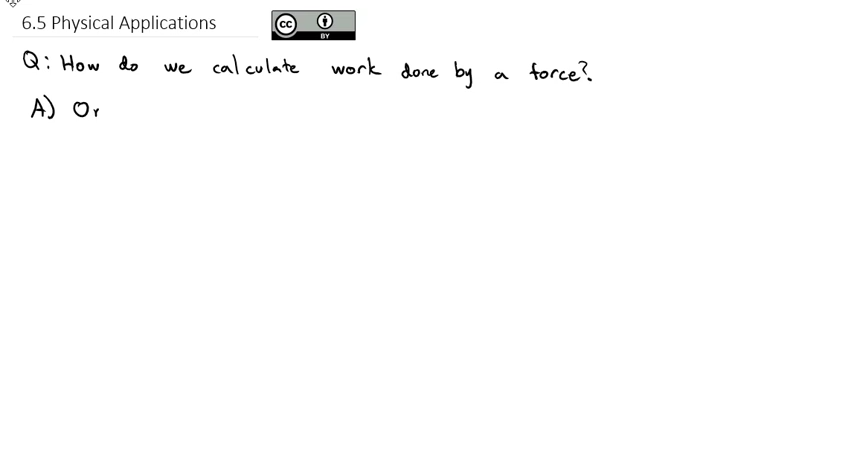 6.5 Physical Applications
cc BY
Q: How do we calculate work done by a force?
A) Or